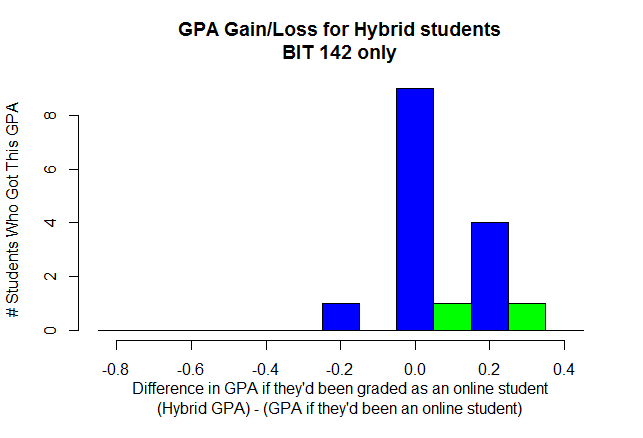 GPA Gain/Loss for Hybrid students
BIT 142 only
# Students Who Got This GPA
8
6
4
2
0
-0.8 -0.6 -0.4 -0.2 0.0 0.2 0.4
Difference in GPA if they'd been graded as an online student
(Hybrid GPA) - (GPA if they'd been an online student)